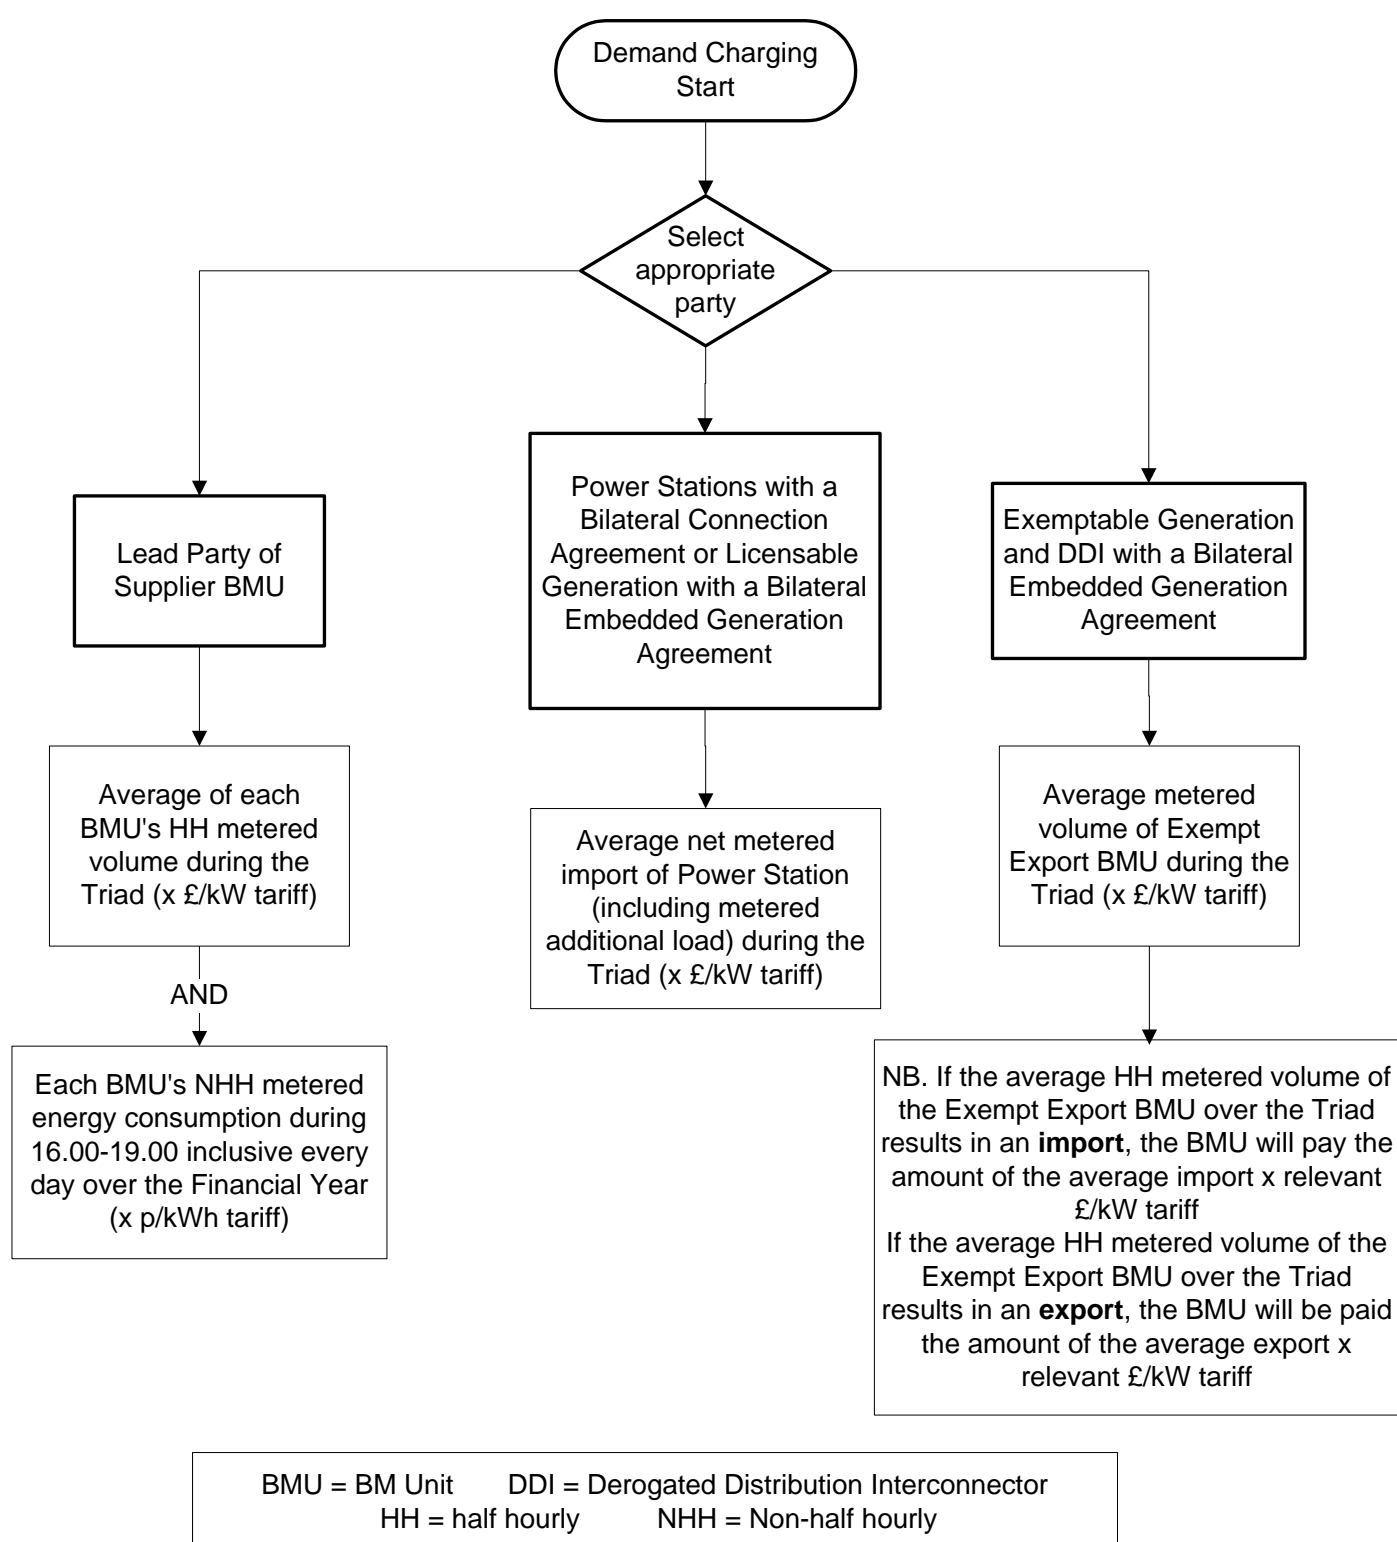 Demand Charging
Start
Select
appropriate
party
Lead Party of
Supplier BMU
Power Stations with a
Bilateral Connection
Agreement or Licensable
Generation with a Bilateral
Embedded Generation
Agreement
Exemptable Generation
and DDI with a Bilateral
Embedded Generation
Agreement
Average of each
BMU's HH metered
volume during the
Triad (x £/kW tariff)
AND
Each BMU's NHH metered
energy consumption during
16.00-19.00 inclusive every
day over the Financial Year
(x p/kWh tariff)
Average net metered
import of Power Station
(including metered
additional load) during the
Triad (x £/kW tariff)
Average metered
volume of Exempt
Export BMU during the
Triad (x £/kW tariff)
NB. If the average HH metered volume of
the Exempt Export BMU over the Triad
results in an import, the BMU will pay the
amount of the average import x relevant
£/kW tariff
If the average HH metered volume of the
Exempt Export BMU over the Triad
results in an export, the BMU will be paid
the amount of the average export x
relevant £/kW tariff
BMU = BM Unit DDI = Derogated Distribution Interconnector
HH = half hourly NHH = Non-half hourly